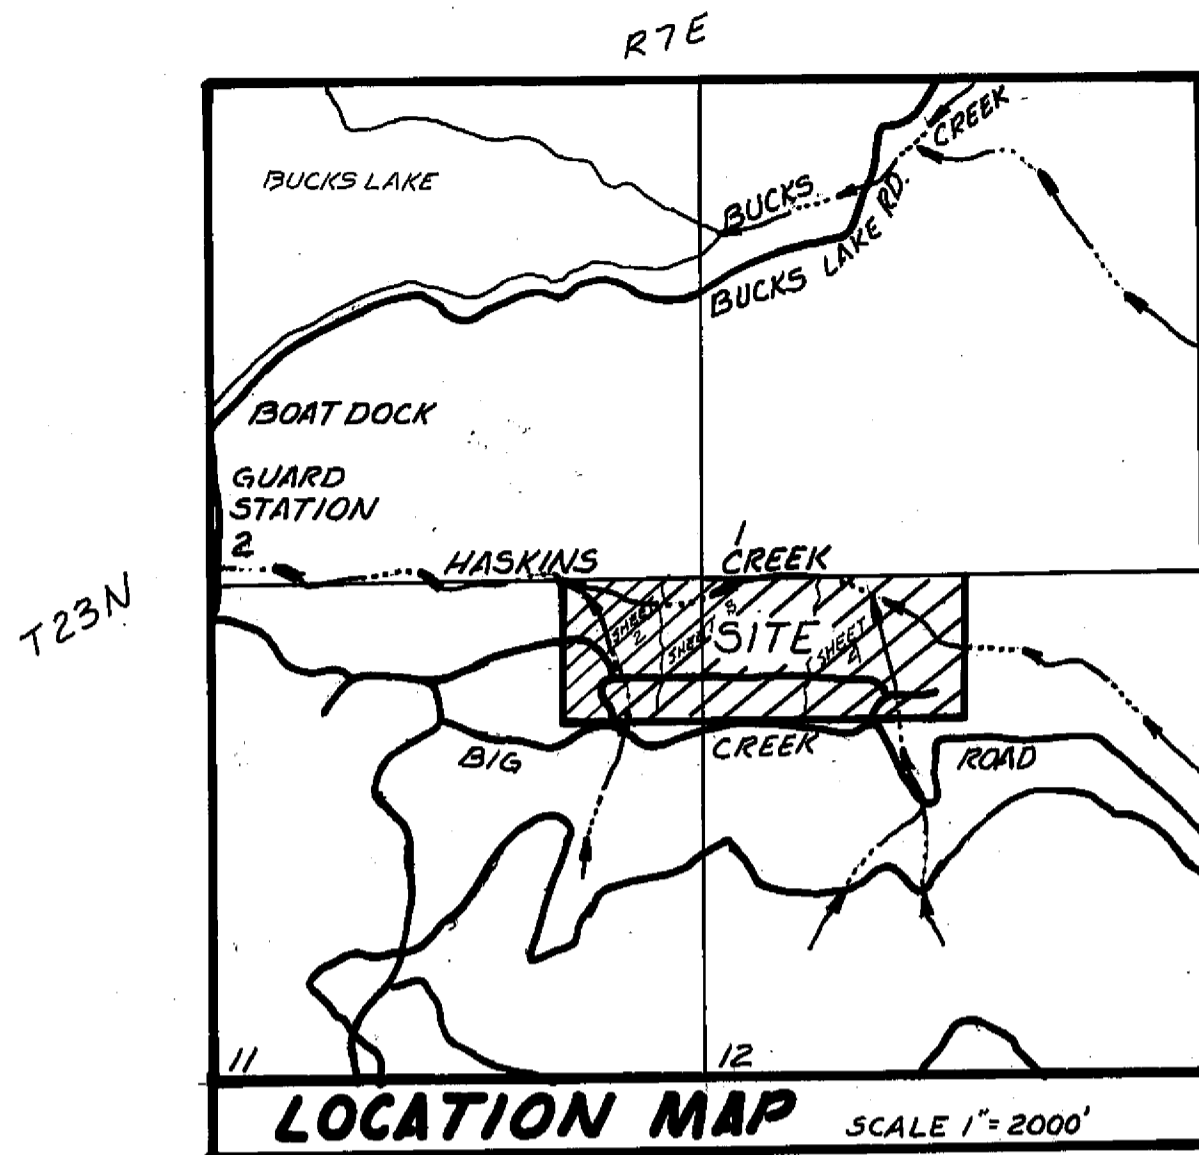 R7E
CREEK
BUCKS LAKE
BUCKS
BUCKS LAKE RD.
BOAT DOCK
GUARD
STATION
2
HASKINS
1
CREEK
T23N
SHEET
2
SHEET
3
SITE
SHEET
4
BIG
CREEK
ROAD
11
12
LOCATION MAP
SCALE 1"=2000'